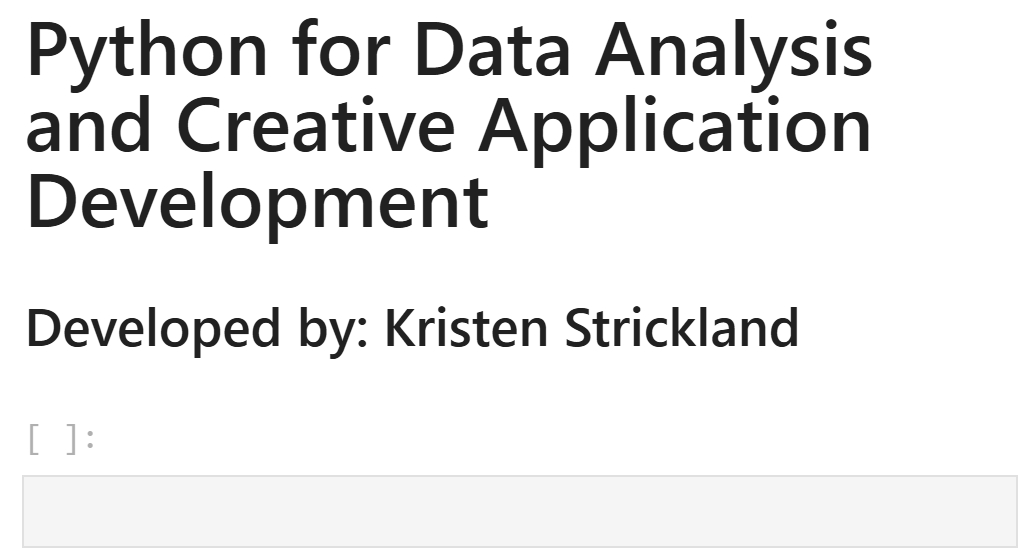 Python for Data Analysis
and Creative Application
Development
Developed by: Kristen Strickland
[ ]: